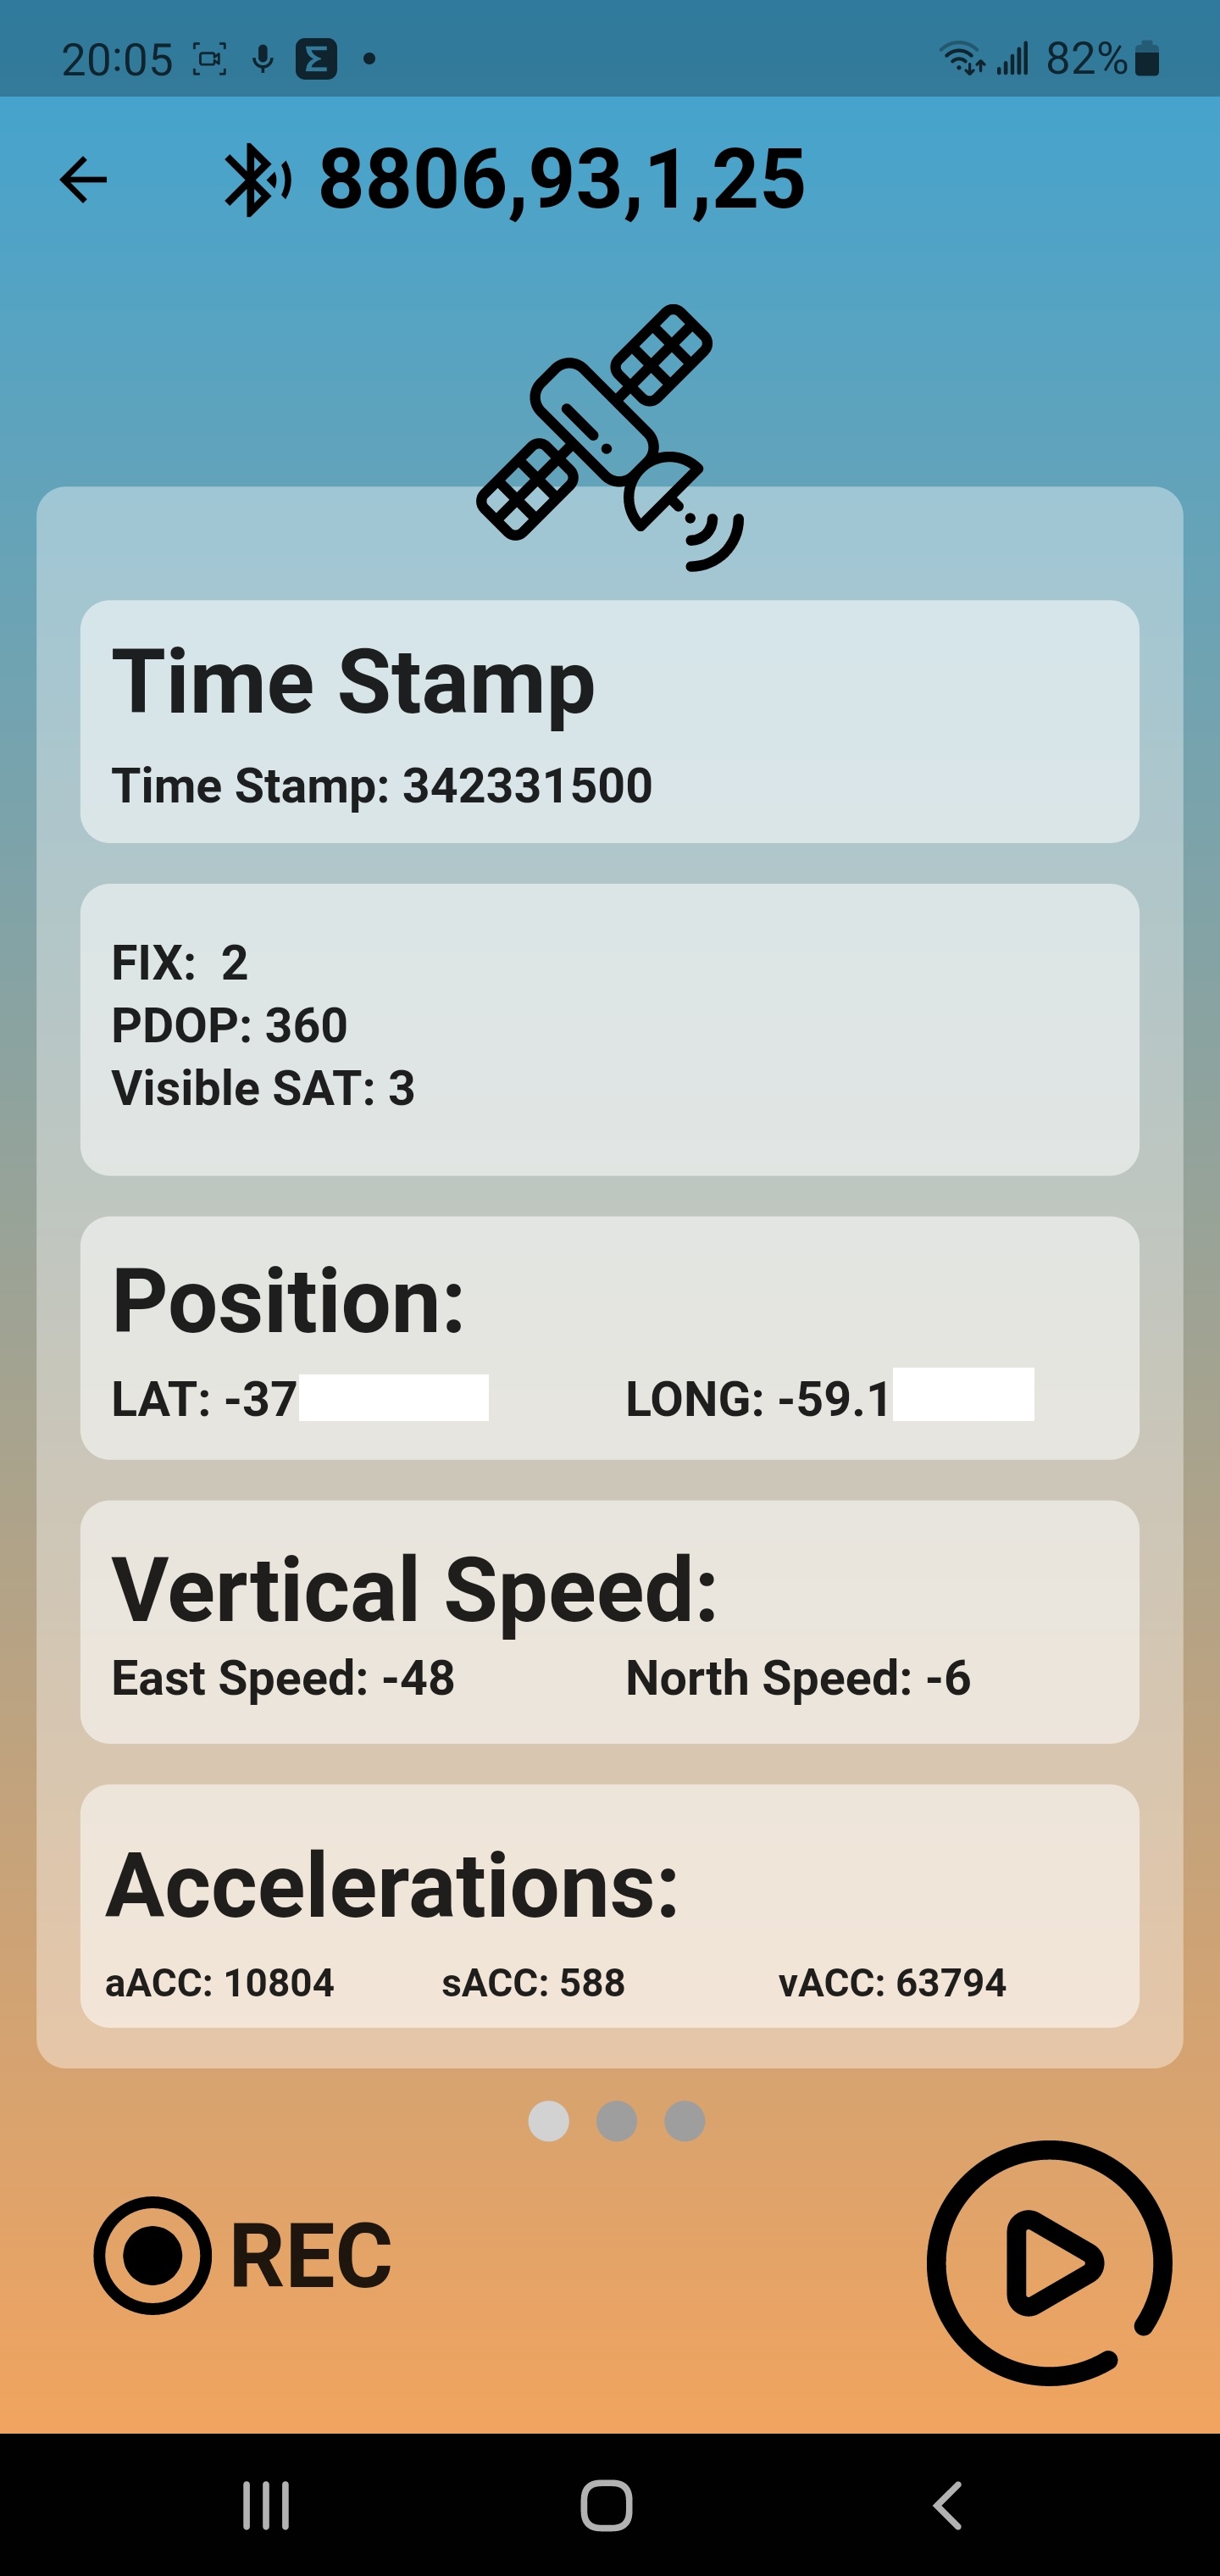 20:05 82%
8806,93,1,25
Time Stamp
Time Stamp: 342331500
FIX: 2
PDOP: 360
Visible SAT: 3
Position:
LAT: -37 LONG: -59.1
Vertical Speed:
East Speed: -48 North Speed: -6
Accelerations:
aACC: 10804 sACC: 588 vACC: 63794
REC